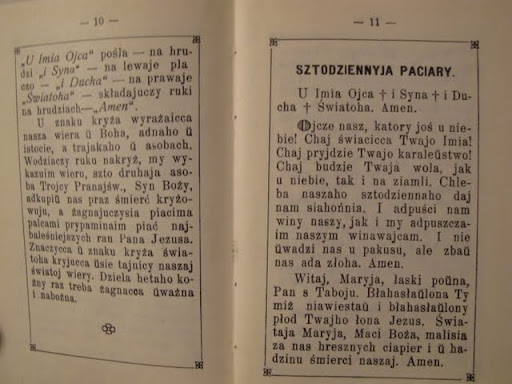 — 10 —
„U Imia Ojca“ pośla — na hru-
dzi „i Syna“ — na lewaje pla
czo — „i Ducha“ — na prawaje
„Światoha“ — składajuczy ruki
na hrudziach—„Amen“.
U znaku kryża wyrażaicca
nasza wiera ŭ Boha, adnaho ŭ
istocie, a trajakaho ŭ asobach.
Wodziaczy ruku nakryż, my wy-
kazuim wieru, szto druhaja aso-
ba Trojcy Pranajśw., Syn Boży,
adkupiŭ nas praz śmierć kryżo-
wuju, a żagnajuczysia piacima
palcami prypaminaim piać naj-
baleśniejszych ran Pana Jezusa.
Znaczycca ŭ znaku kryża świa-
toha kryjucca ŭsie tajnicy naszaj
światoj wiery. Dziela hetaho ko-
żny raz treba żagnacca ŭważna
i nabożna.
— 11 —
SZTODZIENNYJA PACIARY.
U Imia Ojca † i Syna † i Du-
cha † Światoha. Amen.
Ojcze nasz, katory joś u nie-
bie! Chaj świacicca Twajo Imia!
Chaj pryjdzie Twajo karaleŭstwo!
Chaj budzie Twaja wola, jak
u niebie, tak i na ziamli. Chle-
ba naszaho sztodziennaho daj
nam siahońnia. I adpuści nam
winy naszy, jak i my adpuszcza-
im naszym winawajcam. I nie
ŭwadzi nas u pakusu, ale zbaŭ
nas ada złoha. Amen.
Witaj, Maryja, łaski poŭna,
Pan s Taboju. Błahasłaŭlona Ty
miż niawiestaŭ i błahasłaŭlony
płod Twajho łona Jezus. Świa-
taja Maryja, Maci Boża, malisia
za nas hresznych ciapier i ŭ ha-
dzinu śmierci naszaj. Amen.